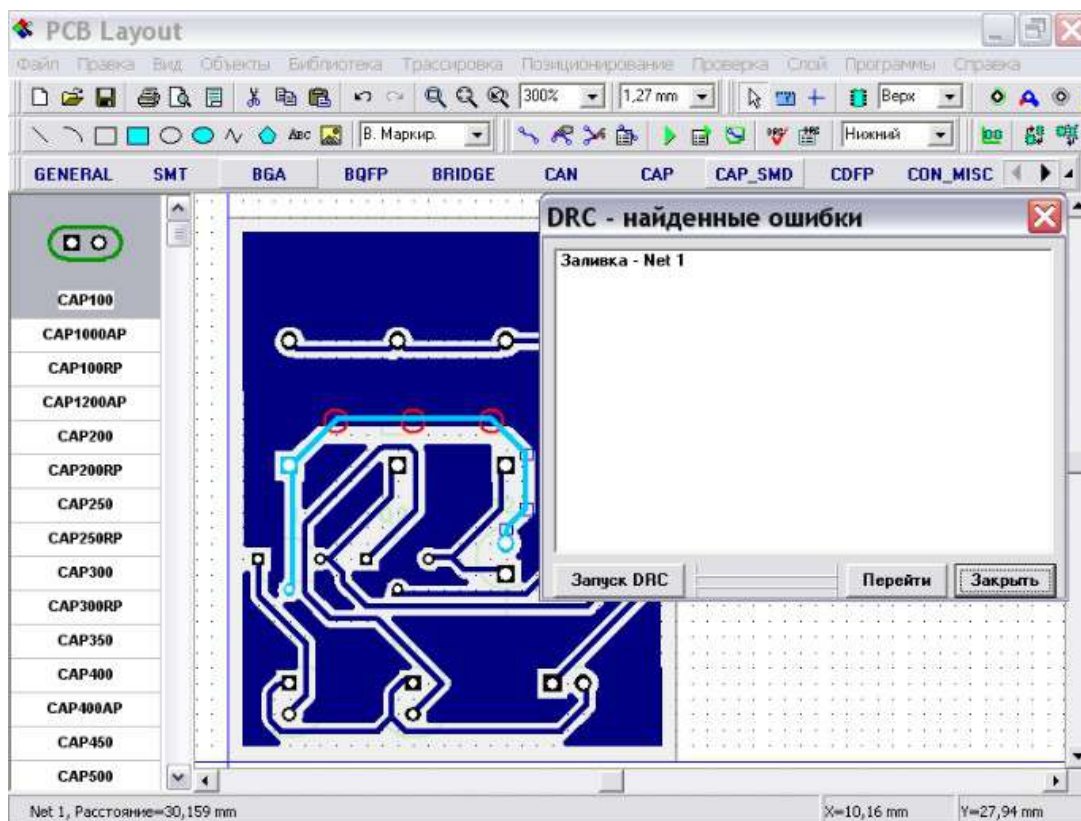 PCB Layout
Файл Правка Вид Объекты Библиотека Трассировка Позиционирование Проверка Слой Программы Справка
300% 1,27 mm Верх
ABC В. Маркир. Нижний
GENERAL SMT BGA BQFP BRIDGE CAN CAP CAP_SMD CDFP CON_MISC
DRC - найденные ошибки
Заливка - Net 1
CAP100
CAP1000AP
CAP100RP
CAP1200AP
CAP200
CAP200RP
CAP250
CAP250RP
CAP300
CAP300RP
CAP350
CAP400
CAP400AP
CAP450
CAP500
Запуск DRC Перейти Закрыть
Net 1, Расстояние=30,159 mm X=10,16 mm Y=27,94 mm